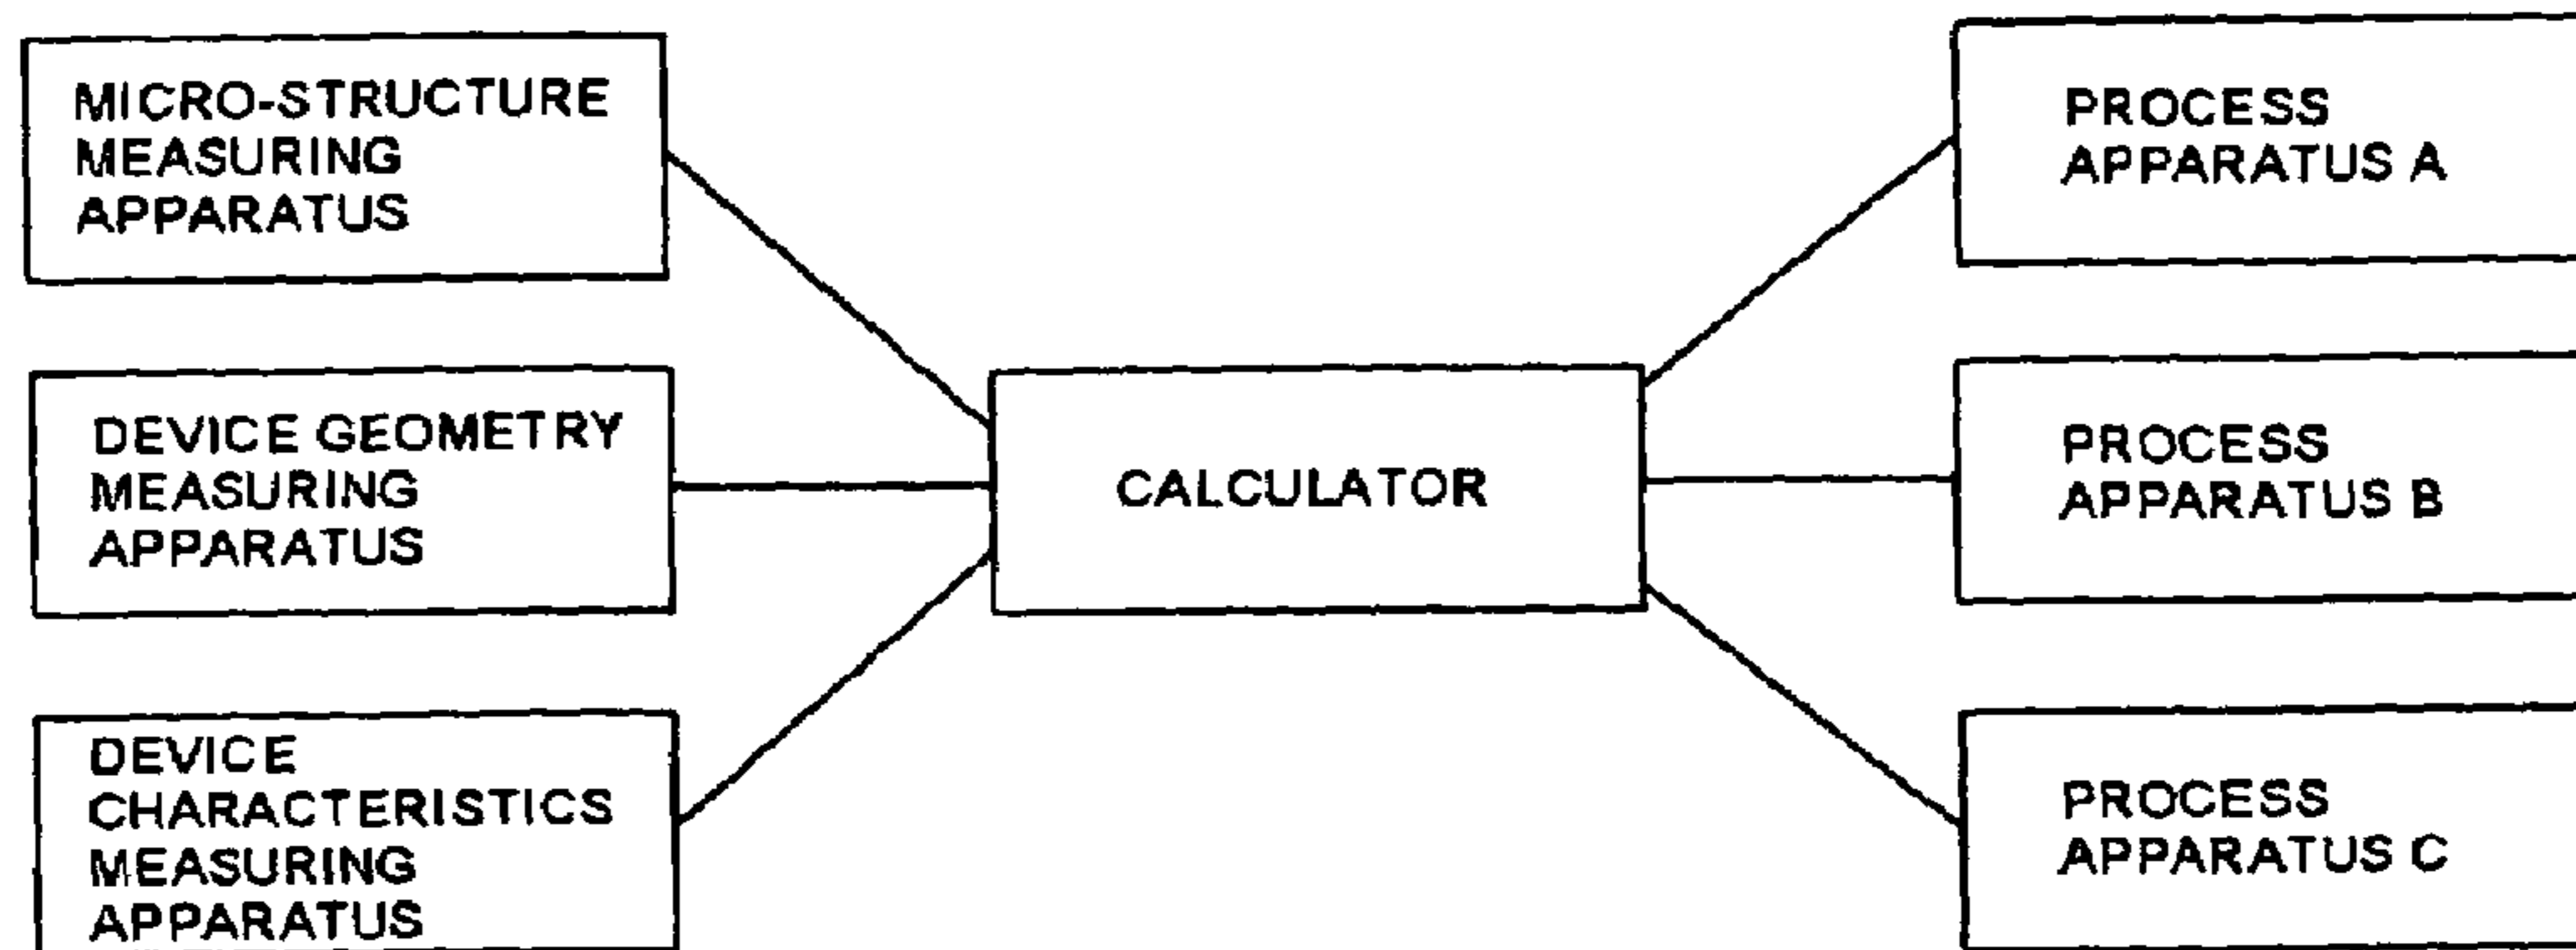 MICRO-STRUCTURE
MEASURING
APPARATUS
DEVICE GEOMETRY
MEASURING
APPARATUS
DEVICE
CHARACTERISTICS
MEASURING
APPARATUS
CALCULATOR
PROCESS
APPARATUS A
PROCESS
APPARATUS B
PROCESS
APPARATUS C